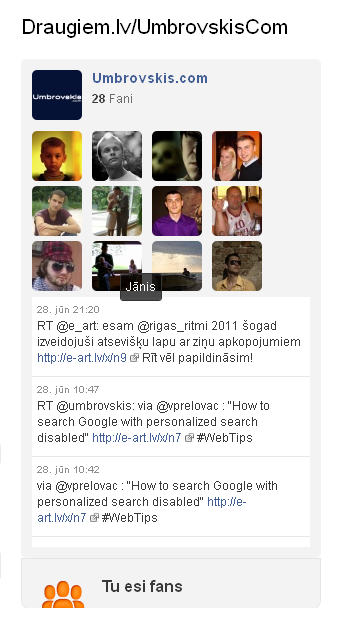 Draugiem.lv/UmbrovskisCom
Umbrovskis.com
Umbrovskis.com
28 Fani
Jānis
28. jūn 21:20
RT @e_art: esam @rigas_ritmi 2011 šogad
izveidojuši atsevišķu lapu ar ziņu apkopojumiem
http://e-art.lv/x/n9 Rīt vēl papildināsim!
28. jūn 10:47
RT @umbrovskis: via @vprelovac : "How to
search Google with personalized search
disabled" http://e-art.lv/x/n7 #WebTips
28. jūn 10:42
via @vprelovac : "How to search Google with
personalized search disabled" http://e-
art.lv/x/n7 #WebTips
Tu esi fans